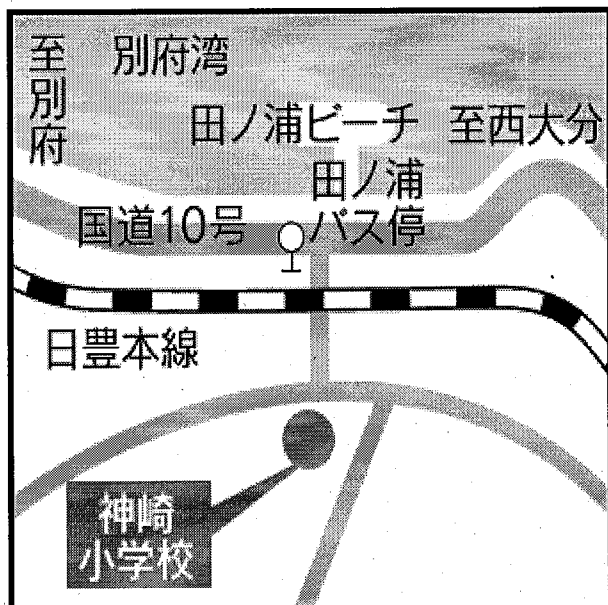 至別府
別府湾
田ノ浦ビーチ
至西大分
田ノ浦
バス停
国道10号
日豊本線
神崎
小学校